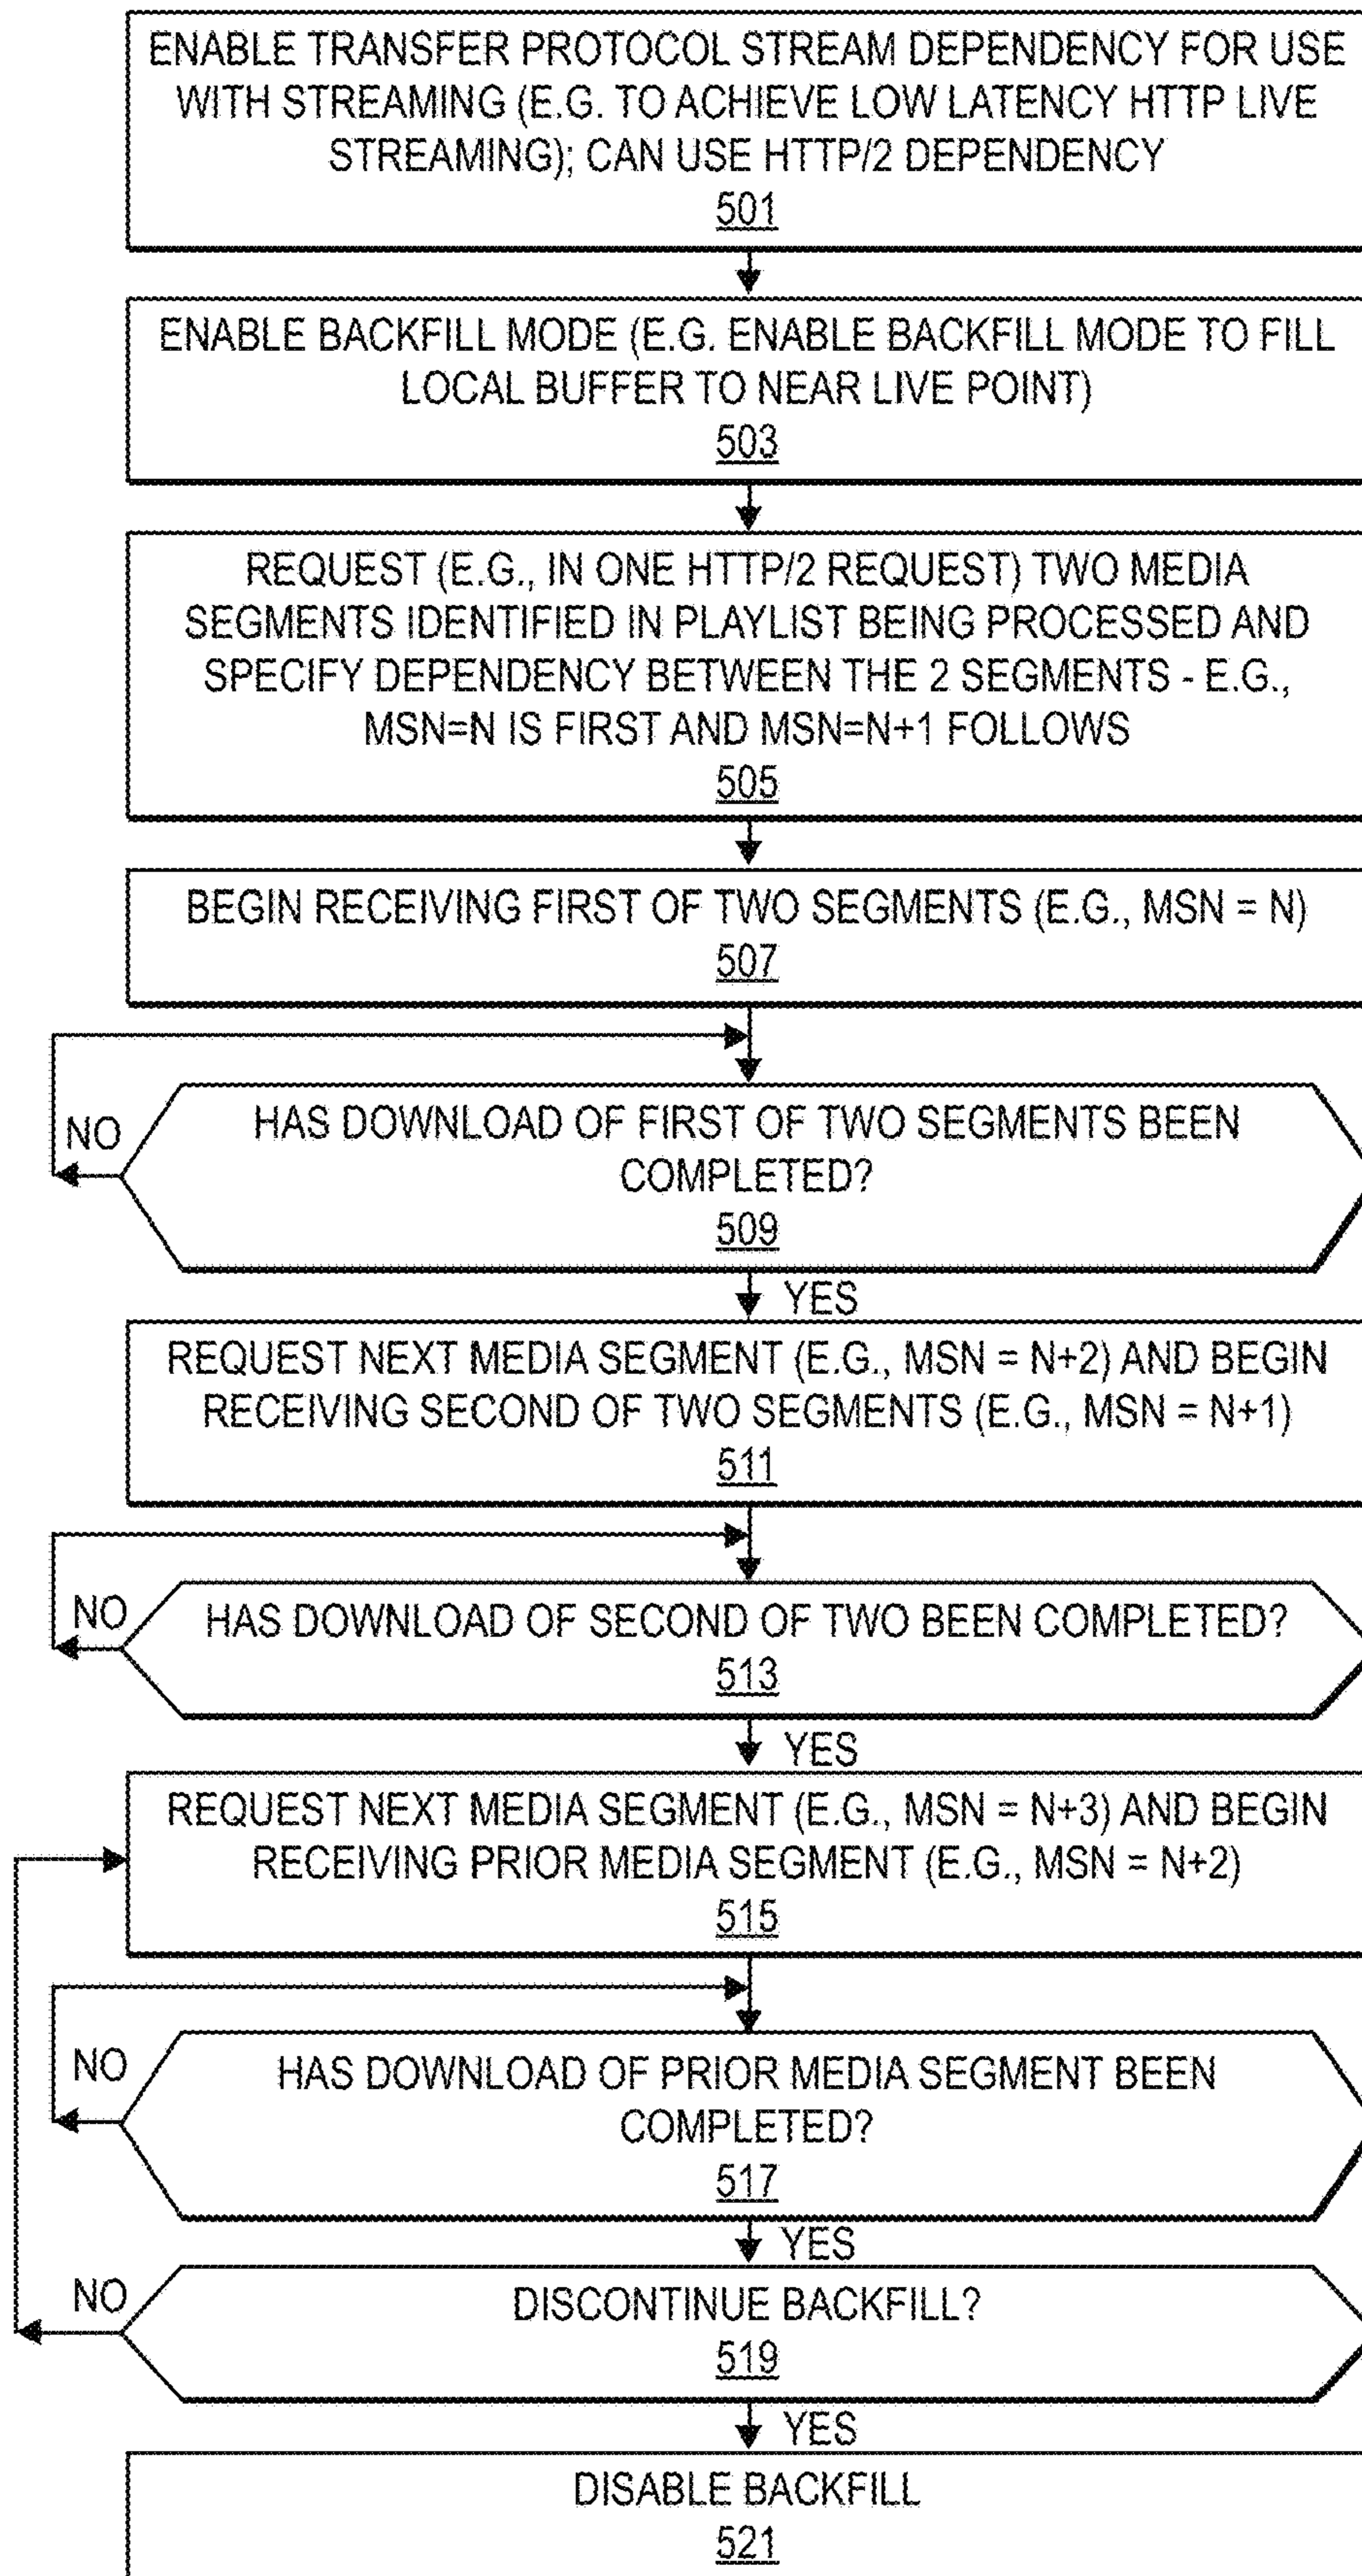 ENABLE TRANSFER PROTOCOL STREAM DEPENDENCY FOR USE
WITH STREAMING (E.G. TO ACHIEVE LOW LATENCY HTTP LIVE
STREAMING); CAN USE HTTP/2 DEPENDENCY
501
ENABLE BACKFILL MODE (E.G. ENABLE BACKFILL MODE TO FILL
LOCAL BUFFER TO NEAR LIVE POINT)
503
REQUEST (E.G., IN ONE HTTP/2 REQUEST) TWO MEDIA
SEGMENTS IDENTIFIED IN PLAYLIST BEING PROCESSED AND
SPECIFY DEPENDENCY BETWEEN THE 2 SEGMENTS - E.G.,
MSN=N IS FIRST AND MSN=N+1 FOLLOWS
505
BEGIN RECEIVING FIRST OF TWO SEGMENTS (E.G., MSN = N)
507
NO
HAS DOWNLOAD OF FIRST OF TWO SEGMENTS BEEN
COMPLETED?
509
YES
REQUEST NEXT MEDIA SEGMENT (E.G., MSN = N+2) AND BEGIN
RECEIVING SECOND OF TWO SEGMENTS (E.G., MSN = N+1)
511
NO
HAS DOWNLOAD OF SECOND OF TWO BEEN COMPLETED?
513
YES
REQUEST NEXT MEDIA SEGMENT (E.G., MSN = N+3) AND BEGIN
RECEIVING PRIOR MEDIA SEGMENT (E.G., MSN = N+2)
515
NO
HAS DOWNLOAD OF PRIOR MEDIA SEGMENT BEEN
COMPLETED?
517
YES
NO
DISCONTINUE BACKFILL?
519
YES
DISABLE BACKFILL
521